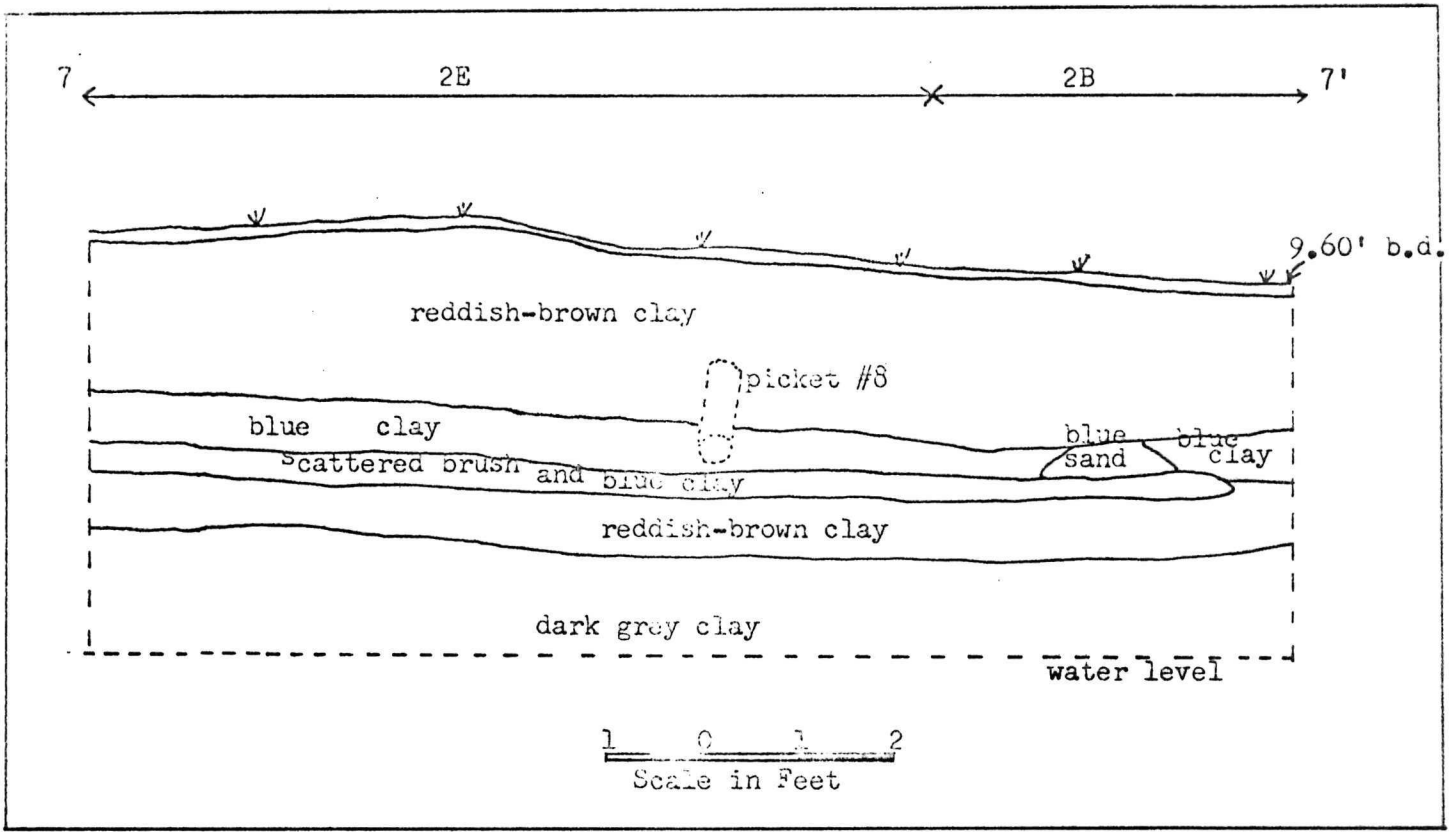 7 2E 2B 7'
9.60' b.d.
reddish-brown clay
picket #8
blue clay
blue sand
blue clay
Scattered brush and blue clay
reddish-brown clay
dark grey clay
water level
1 0 1 2
Scale in Feet